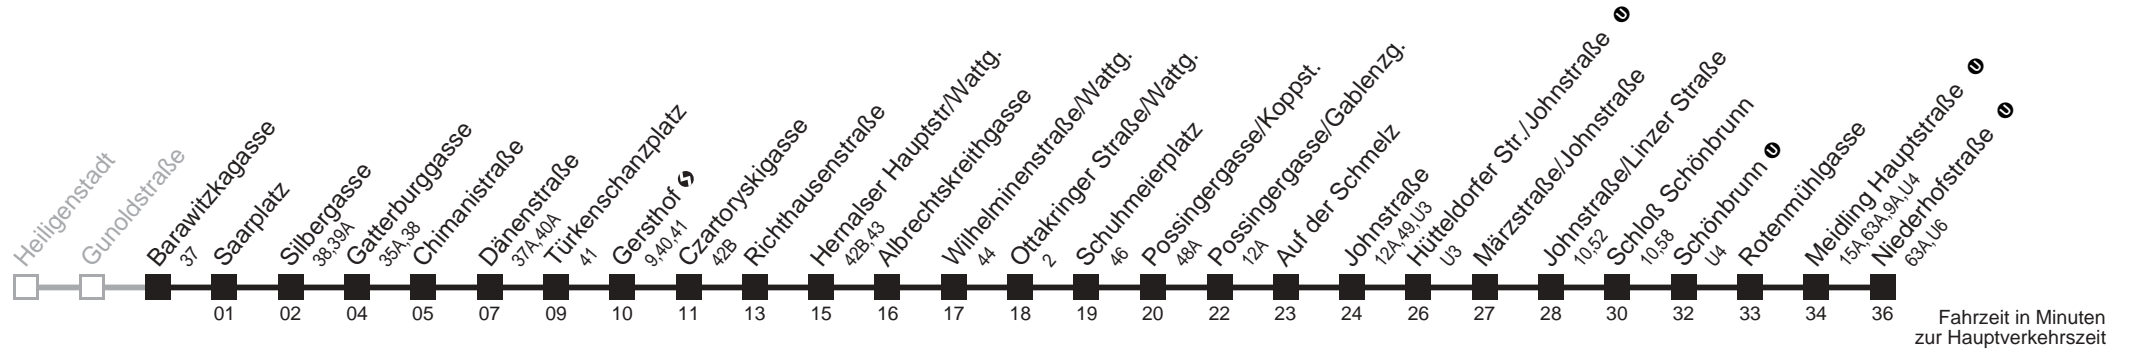 Heiligenstadt
Gunoldstraße
Barawitzkagasse
37
Saarplatz
Silbergasse
38,39A
Gatterburggasse
35A,38
Chimanistraße
Dänenstraße
37A,40A
Türkenschanzplatz
41
Gersthof S
9,40,41
Czartoryskigasse
42B
Richthausenstraße
Hernalser Hauptstr/Wattg.
42B,43
Albrechtskreithgasse
Wilhelminenstraße/Wattg.
44
Ottakringer Straße/Wattg.
2
Schuhmeierplatz
46
Possingergasse/Koppst.
48A
Possingergasse/Gablenzg.
12A
Auf der Schmelz
Johnstraße
12A,49,U3
Hütteldorfer Str./Johnstraße U
U3
Märzstraße/Johnstraße
Johnstraße/Linzer Straße
10,52
Schloß Schönbrunn
10,58
Schönbrunn U
U4
Rotenmühlgasse
Meidling Hauptstraße U
15A,63A,9A,U4
Niederhofstraße U
63A,U6
01 02 04 05 07 09 10 11 13 15 16 17 18 19 20 22 23 24 26 27 28 30 32 33 34 36
Fahrzeit in Minuten
zur Hauptverkehrszeit